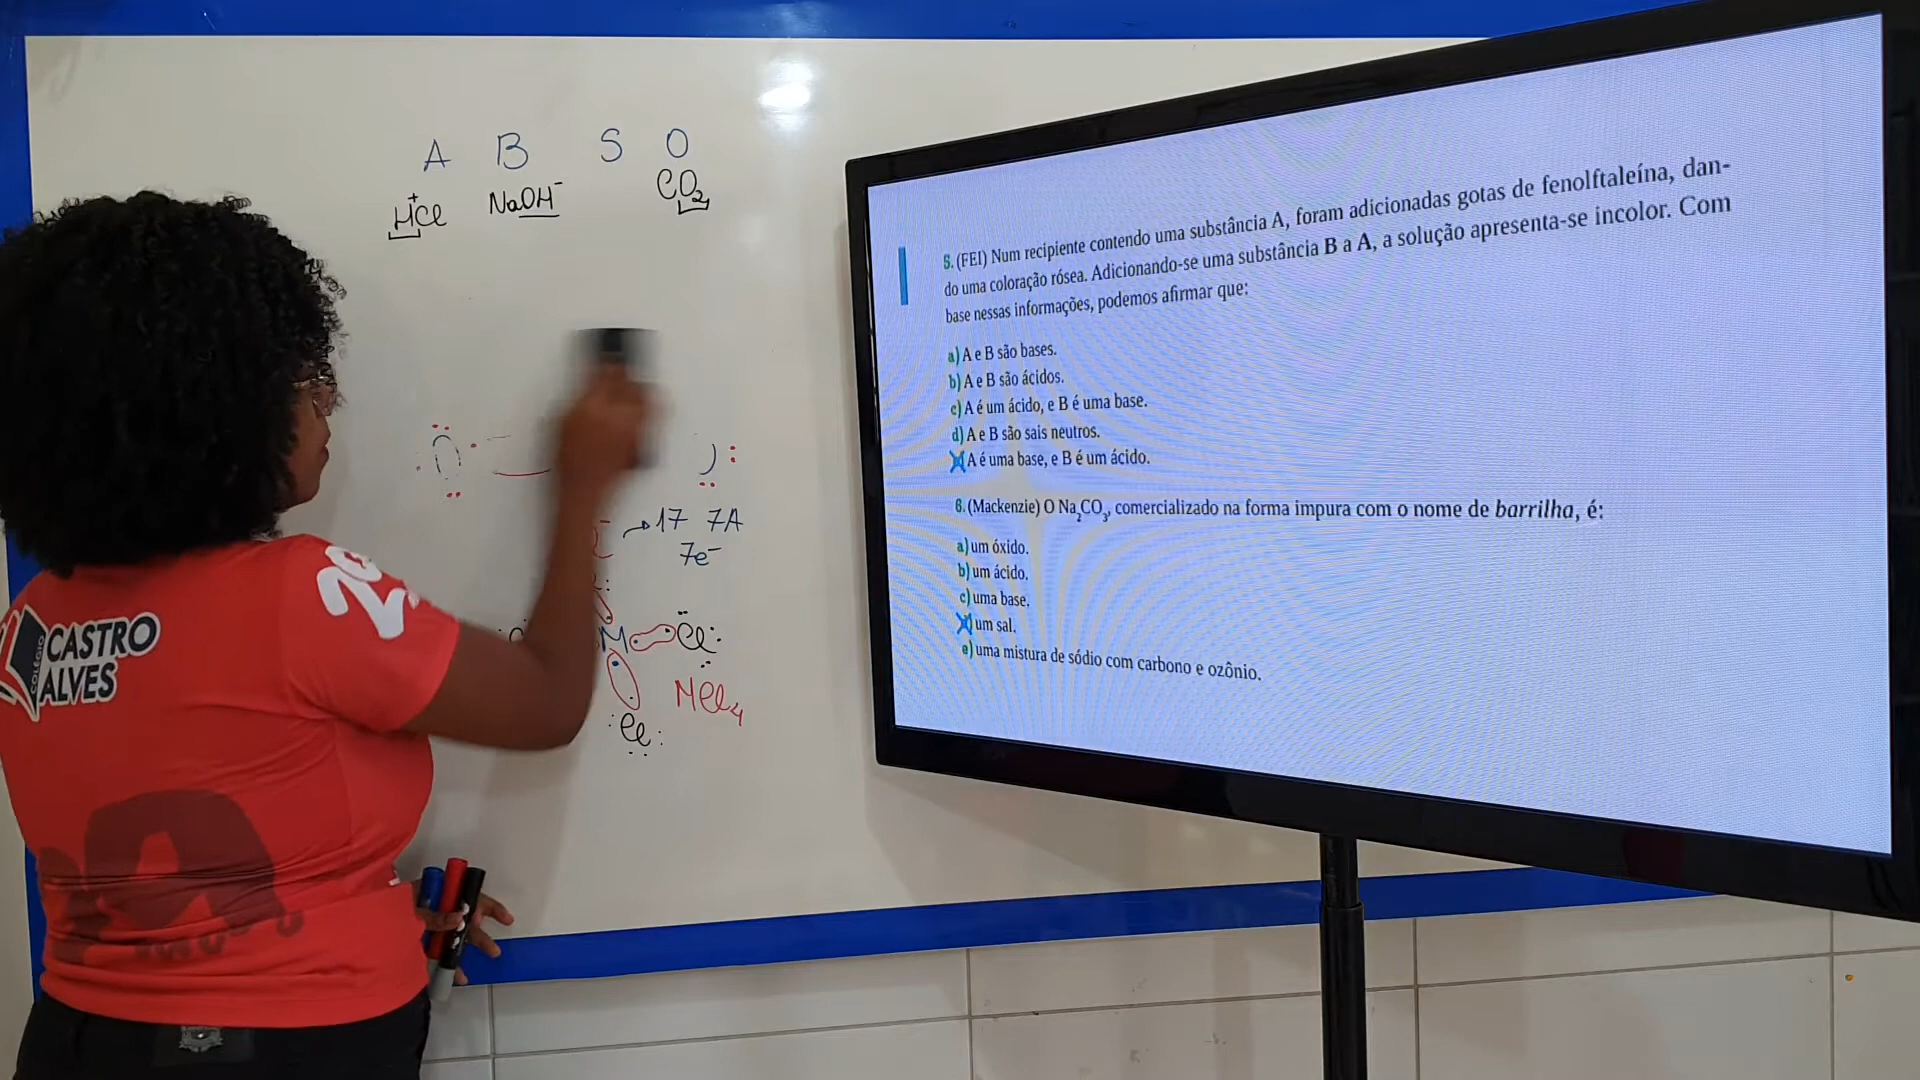 A B S O
H⁺Cl NaOH⁻ CO₂
O
→17 7A
7e⁻
M Cl
MCl₄
Cl
COLÉGIO
CASTRO
ALVES
5. (FEI) Num recipiente contendo uma substância A, foram adicionadas gotas de fenolftaleína, dan-
do uma coloração rósea. Adicionando-se uma substância B a A, a solução apresenta-se incolor. Com
base nessas informações, podemos afirmar que:
a) A e B são bases.
b) A e B são ácidos.
c) A é um ácido, e B é uma base.
d) A e B são sais neutros.
A é uma base, e B é um ácido.
6. (Mackenzie) O Na₂CO₃, comercializado na forma impura com o nome de barrilha, é:
a) um óxido.
b) um ácido.
c) uma base.
um sal.
e) uma mistura de sódio com carbono e ozônio.